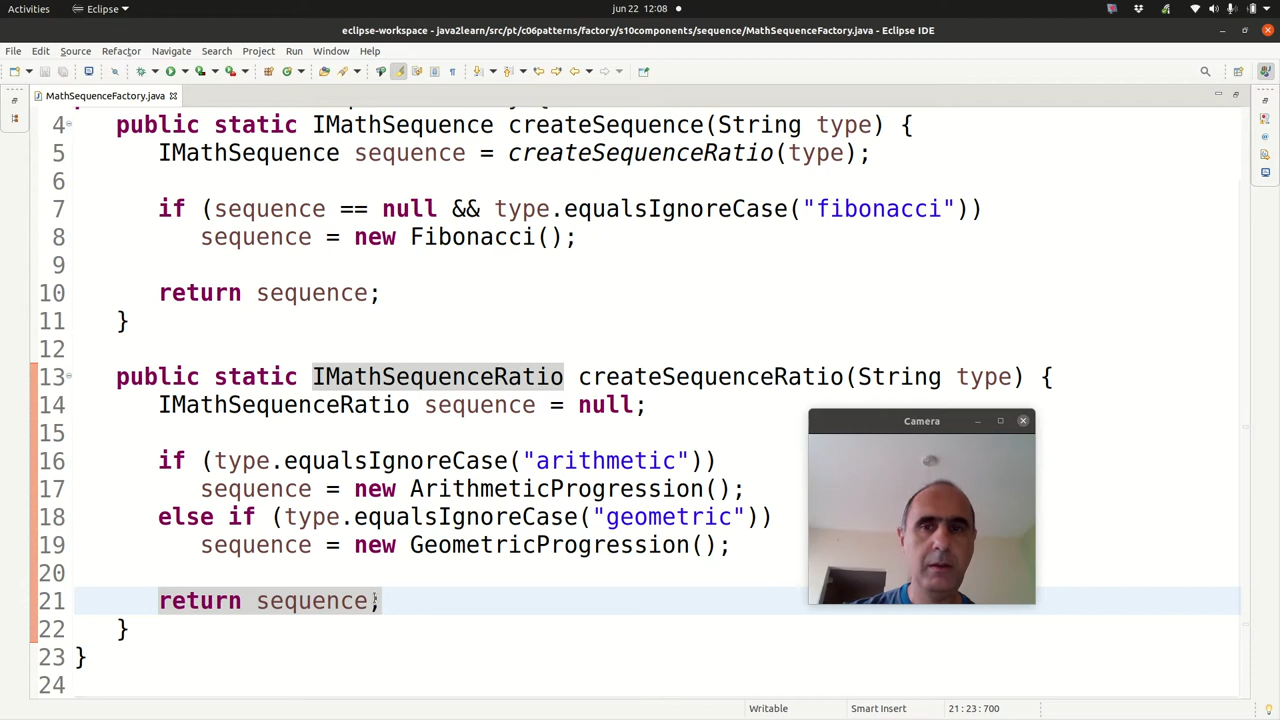 Activities
Eclipse
jun 22 12:08
eclipse-workspace - java2learn/src/pt/c06patterns/factory/s10components/sequence/MathSequenceFactory.java - Eclipse IDE
File Edit Source Refactor Navigate Search Project Run Window Help
MathSequenceFactory.java
4 public static IMathSequence createSequence(String type) {
5 IMathSequence sequence = createSequenceRatio(type);
6
7 if (sequence == null && type.equalsIgnoreCase("fibonacci"))
8 sequence = new Fibonacci();
9
10 return sequence;
11 }
12
13 public static IMathSequenceRatio createSequenceRatio(String type) {
14 IMathSequenceRatio sequence = null;
15
16 if (type.equalsIgnoreCase("arithmetic"))
17 sequence = new ArithmeticProgression();
18 else if (type.equalsIgnoreCase("geometric"))
19 sequence = new GeometricProgression();
20
21 return sequence;
22 }
23 }
24
Camera
Writable
Smart Insert
21 : 23 : 700